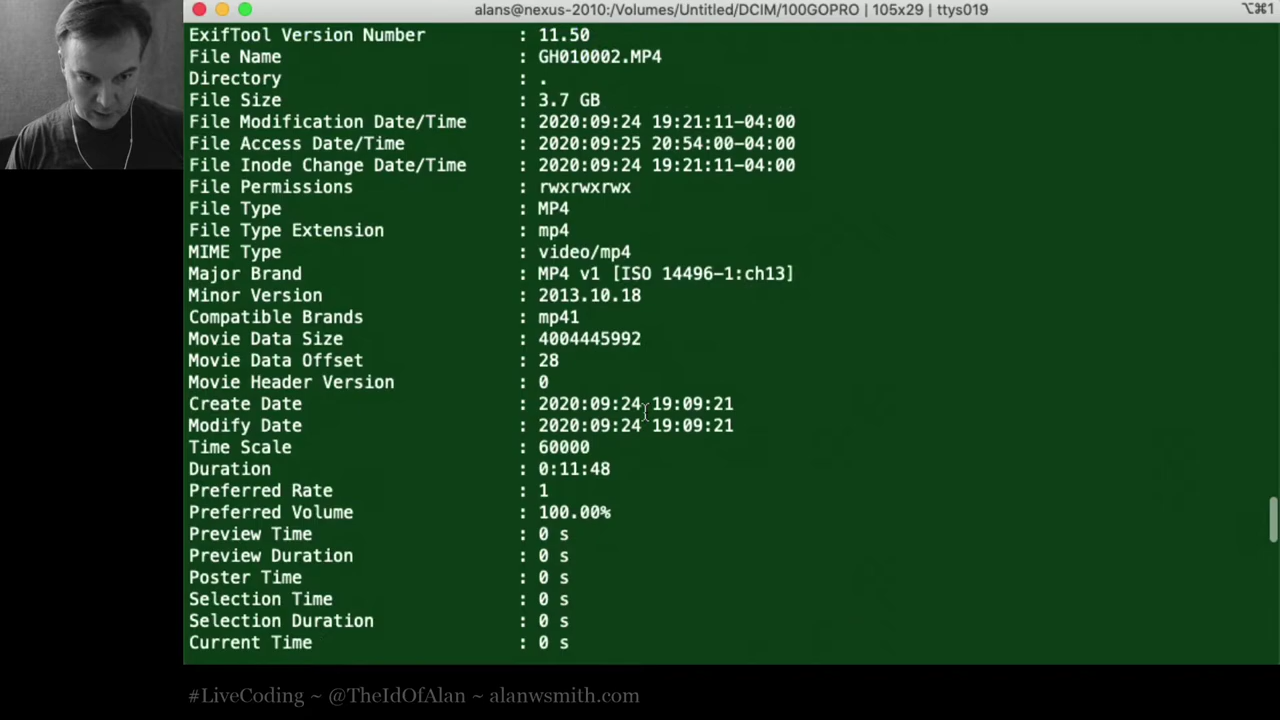 alans@nexus-2010:/Volumes/Untitled/DCIM/100GOPRO | 105x29 | ttys019 ⌥⌘1
ExifTool Version Number : 11.50
File Name : GH010002.MP4
Directory : .
File Size : 3.7 GB
File Modification Date/Time : 2020:09:24 19:21:11-04:00
File Access Date/Time : 2020:09:25 20:54:00-04:00
File Inode Change Date/Time : 2020:09:24 19:21:11-04:00
File Permissions : rwxrwxrwx
File Type : MP4
File Type Extension : mp4
MIME Type : video/mp4
Major Brand : MP4 v1 [ISO 14496-1:ch13]
Minor Version : 2013.10.18
Compatible Brands : mp41
Movie Data Size : 4004445992
Movie Data Offset : 28
Movie Header Version : 0
Create Date : 2020:09:24 19:09:21
Modify Date : 2020:09:24 19:09:21
Time Scale : 60000
Duration : 0:11:48
Preferred Rate : 1
Preferred Volume : 100.00%
Preview Time : 0 s
Preview Duration : 0 s
Poster Time : 0 s
Selection Time : 0 s
Selection Duration : 0 s
Current Time : 0 s
#LiveCoding ~ @TheIdOfAlan ~ alanwsmith.com